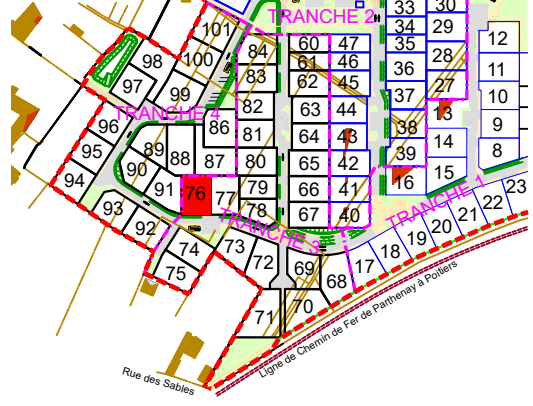 33 30
TRANCHE 2
101 34 29 12
84 60 47 35
98 100 61 46 28
83 36 11
97 99 62 45 27
82 63 44 37 10
TRANCHE 4
96 86 81 64 43 38 13 9
89 88 14
95 90 87 80 65 42 39 8
94 91 76 77 79 66 41 16 15 23
93 78 67 40 TRANCHE 1 22
92 TRANCHE 3 21
74 73 72 20
75 69 17 18 19
68
71 70
Ligne de Chemin de Fer de Parthenay à Poitiers
Rue des Sables